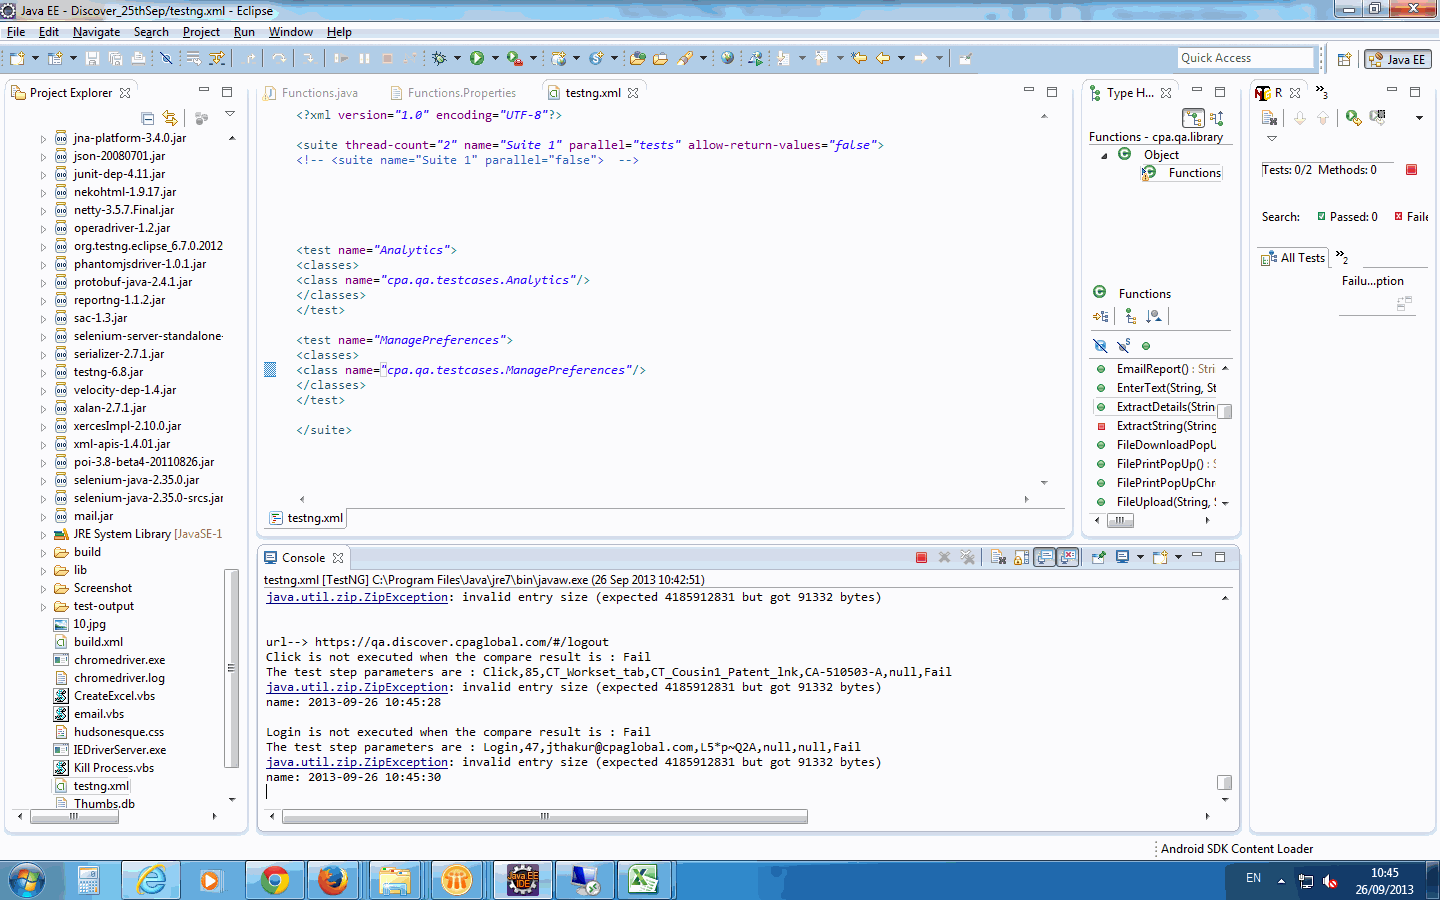 Java EE - Discover_25thSep/testng.xml - Eclipse
File Edit Navigate Search Project Run Window Help
Quick Access
Java EE
Project Explorer
jna-platform-3.4.0.jar
json-20080701.jar
junit-dep-4.11.jar
nekohtml-1.9.17.jar
netty-3.5.7.Final.jar
operadriver-1.2.jar
org.testng.eclipse_6.7.0.2012
phantomjsdriver-1.0.1.jar
protobuf-java-2.4.1.jar
reportng-1.1.2.jar
sac-1.3.jar
selenium-server-standalone-
serializer-2.7.1.jar
testng-6.8.jar
velocity-dep-1.4.jar
xalan-2.7.1.jar
xercesImpl-2.10.0.jar
xml-apis-1.4.01.jar
poi-3.8-beta4-20110826.jar
selenium-java-2.35.0.jar
selenium-java-2.35.0-srcs.jar
mail.jar
JRE System Library [JavaSE-1
build
lib
Screenshot
test-output
10.jpg
build.xml
chromedriver.exe
chromedriver.log
CreateExcel.vbs
email.vbs
hudsonesque.css
IEDriverServer.exe
Kill Process.vbs
testng.xml
Thumbs.db
Functions.java Functions.Properties testng.xml
<?xml version="1.0" encoding="UTF-8"?>
<suite thread-count="2" name="Suite 1" parallel="tests" allow-return-values="false">
<!-- <suite name="Suite 1" parallel="false">  -->
<test name="Analytics">
<classes>
<class name="cpa.qa.testcases.Analytics"/>
</classes>
</test>
<test name="ManagePreferences">
<classes>
<class name="cpa.qa.testcases.ManagePreferences"/>
</classes>
</test>
</suite>
testng.xml
Console
testng.xml [TestNG] C:\Program Files\Java\jre7\bin\javaw.exe (26 Sep 2013 10:42:51)
java.util.zip.ZipException: invalid entry size (expected 4185912831 but got 91332 bytes)
url--> https://qa.discover.cpaglobal.com/#/logout
Click is not executed when the compare result is : Fail
The test step parameters are : Click,85,CT_Workset_tab,CT_Cousin1_Patent_lnk,CA-510503-A,null,Fail
java.util.zip.ZipException: invalid entry size (expected 4185912831 but got 91332 bytes)
name: 2013-09-26 10:45:28
Login is not executed when the compare result is : Fail
The test step parameters are : Login,47,jthakur@cpaglobal.com,L5*p~Q2A,null,null,Fail
java.util.zip.ZipException: invalid entry size (expected 4185912831 but got 91332 bytes)
name: 2013-09-26 10:45:30
Type H...
Functions - cpa.qa.library
Object
Functions
Functions
EmailReport() : Stri
EnterText(String, St
ExtractDetails(Strin
ExtractString(String
FileDownloadPopU
FilePrintPopUp() : S
FilePrintPopUpChr
FileUpload(String, S
R
3
Tests: 0/2 Methods: 0
Search: Passed: 0 Faile
All Tests
2
Failu...ption
Android SDK Content Loader
Java EE
IDE
EN
10:45
26/09/2013